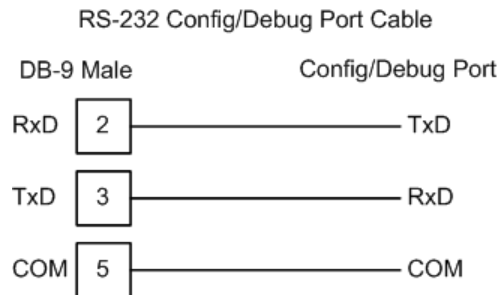 RS-232 Config/Debug Port Cable
DB-9 Male Config/Debug Port
RxD 2 TxD
TxD 3 RxD
COM 5 COM